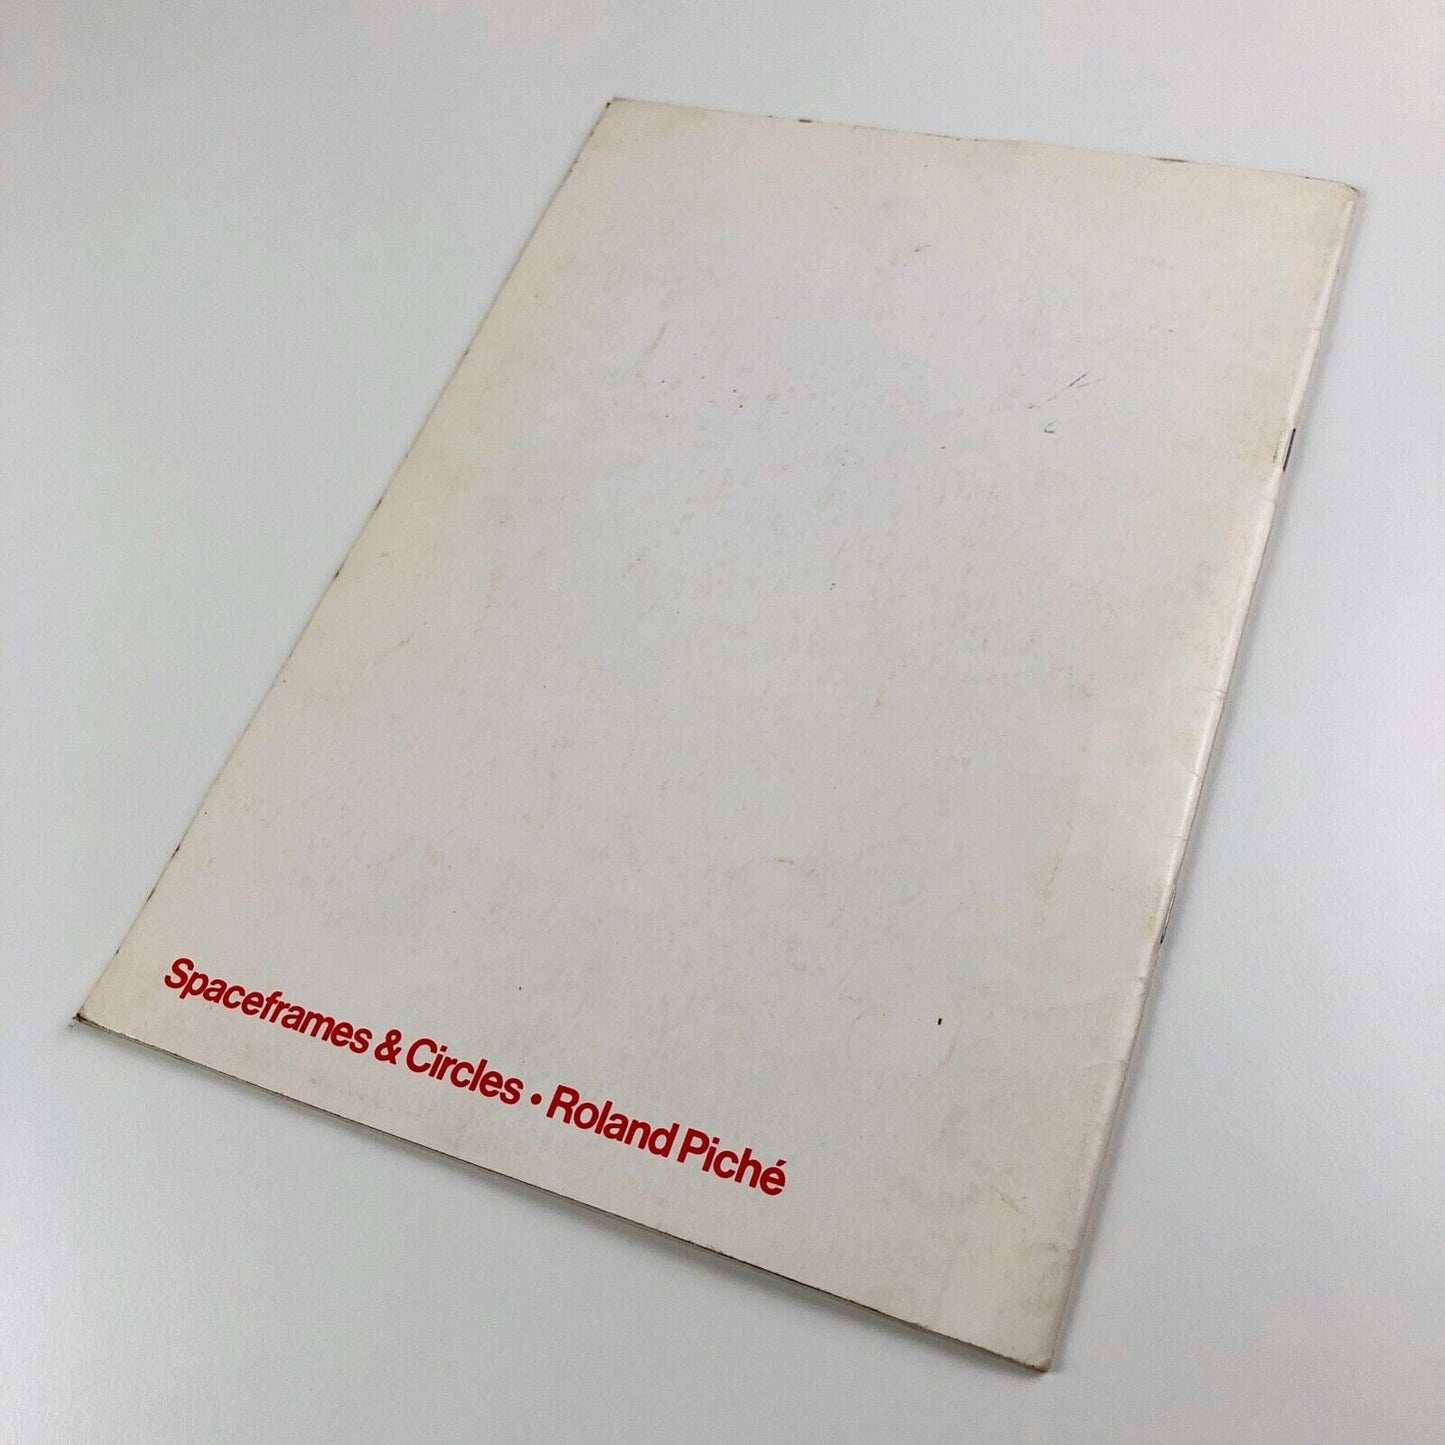 Spaceframes & Circles • Roland Piché